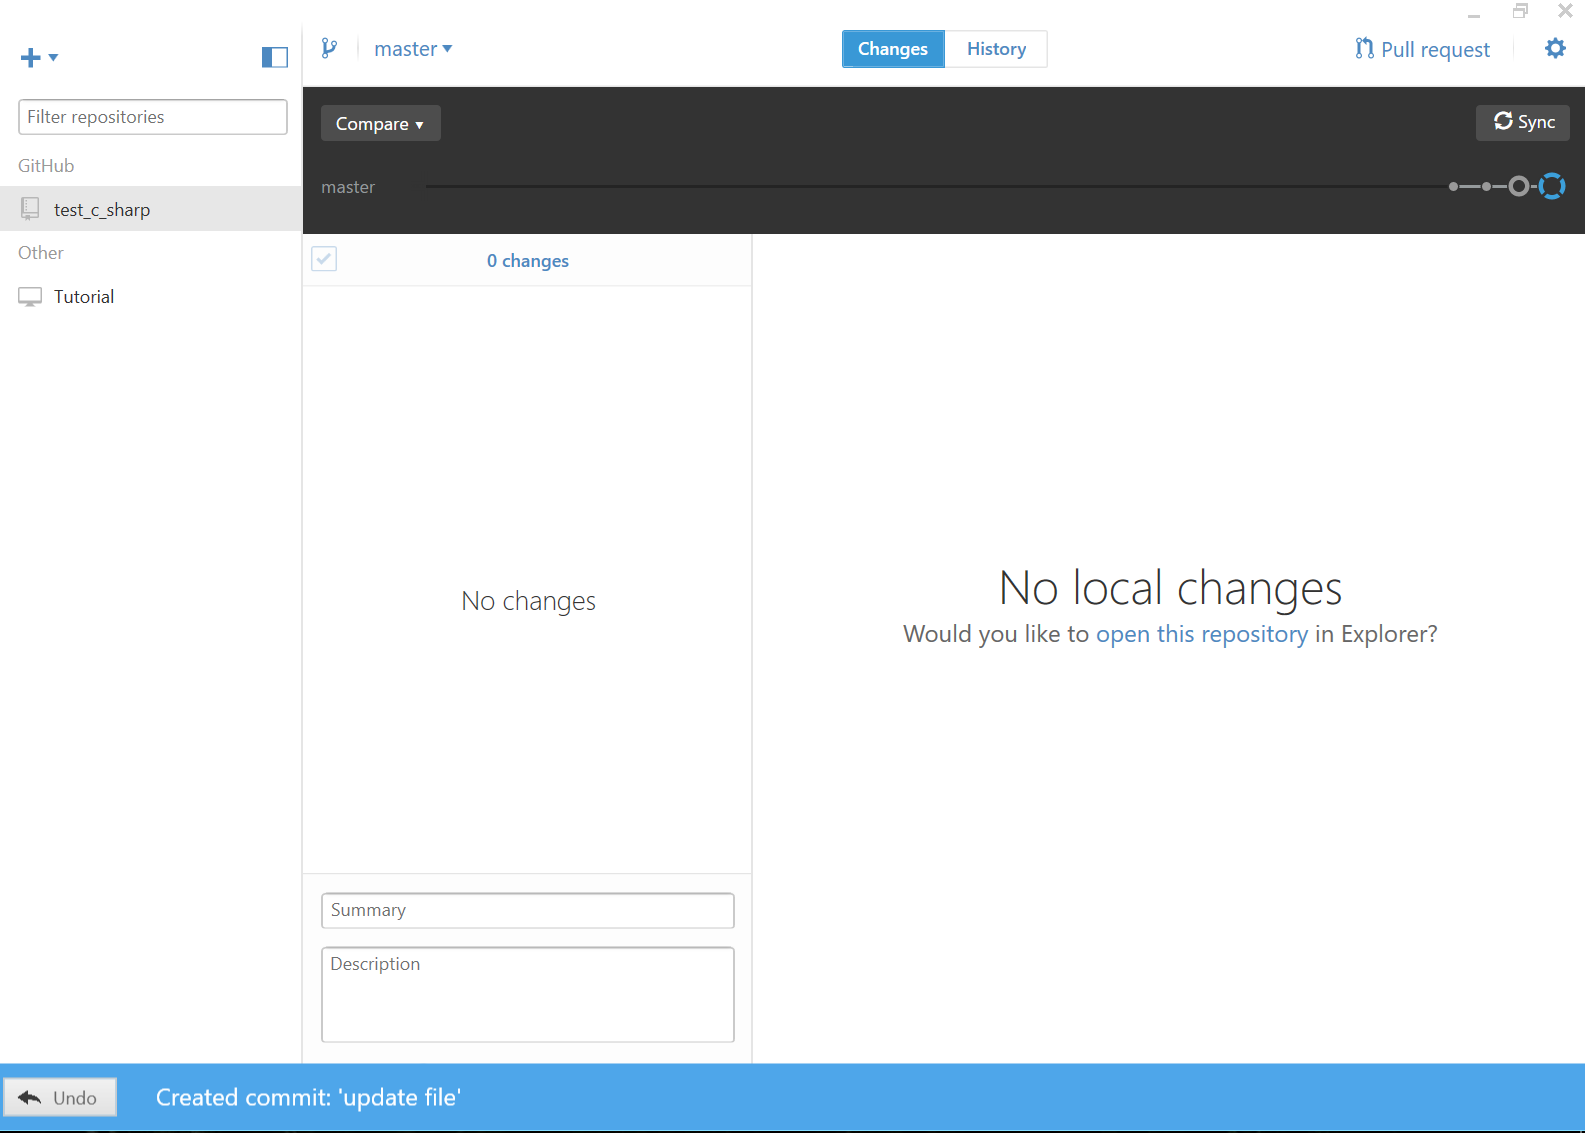 master
Changes
History
Pull request
Filter repositories
Compare
Sync
GitHub
master
test_c_sharp
Other
0 changes
Tutorial
No local changes
No changes
Would you like to open this repository in Explorer?
Summary
Description
Undo
Created commit: 'update file'